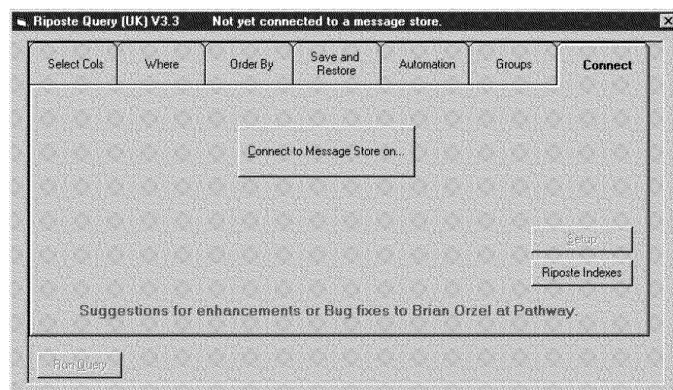 Riposte Query (UK) V3.3 Not yet connected to a message store.
Select Cols Where Order By Save and Restore Automation Groups Connect
Connect to Message Store on...
Setup
Riposte Indexes
Suggestions for enhancements or Bug fixes to Brian Orzel at Pathway.
Run Query